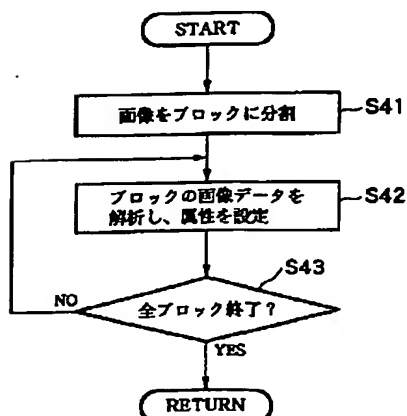 START
画像をブロックに分割
S41
ブロックの画像データを
解析し、属性を設定
S42
S43
全ブロック終了?
NO
YES
RETURN